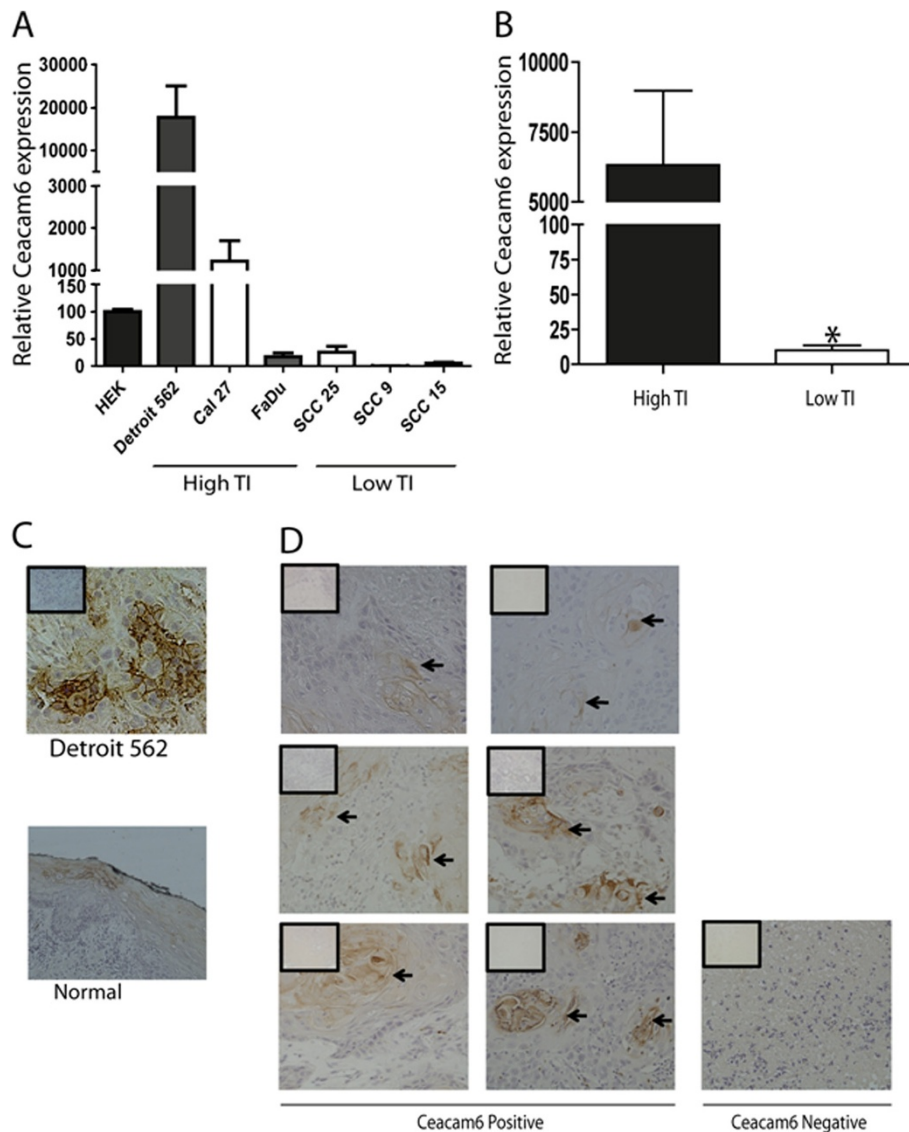 A
Relative Ceacam6 expression
30000
20000
10000
3000
2000
1000
150
100
50
0
HEK
Detroit 562
Cal 27
FaDu
SCC 25
SCC 9
SCC 15
High TI
Low TI
B
Relative Ceacam6 expression
10000
7500
5000
100
75
50
25
0
*
High TI
Low TI
C
Detroit 562
Normal
D
Ceacam6 Positive
Ceacam6 Negative